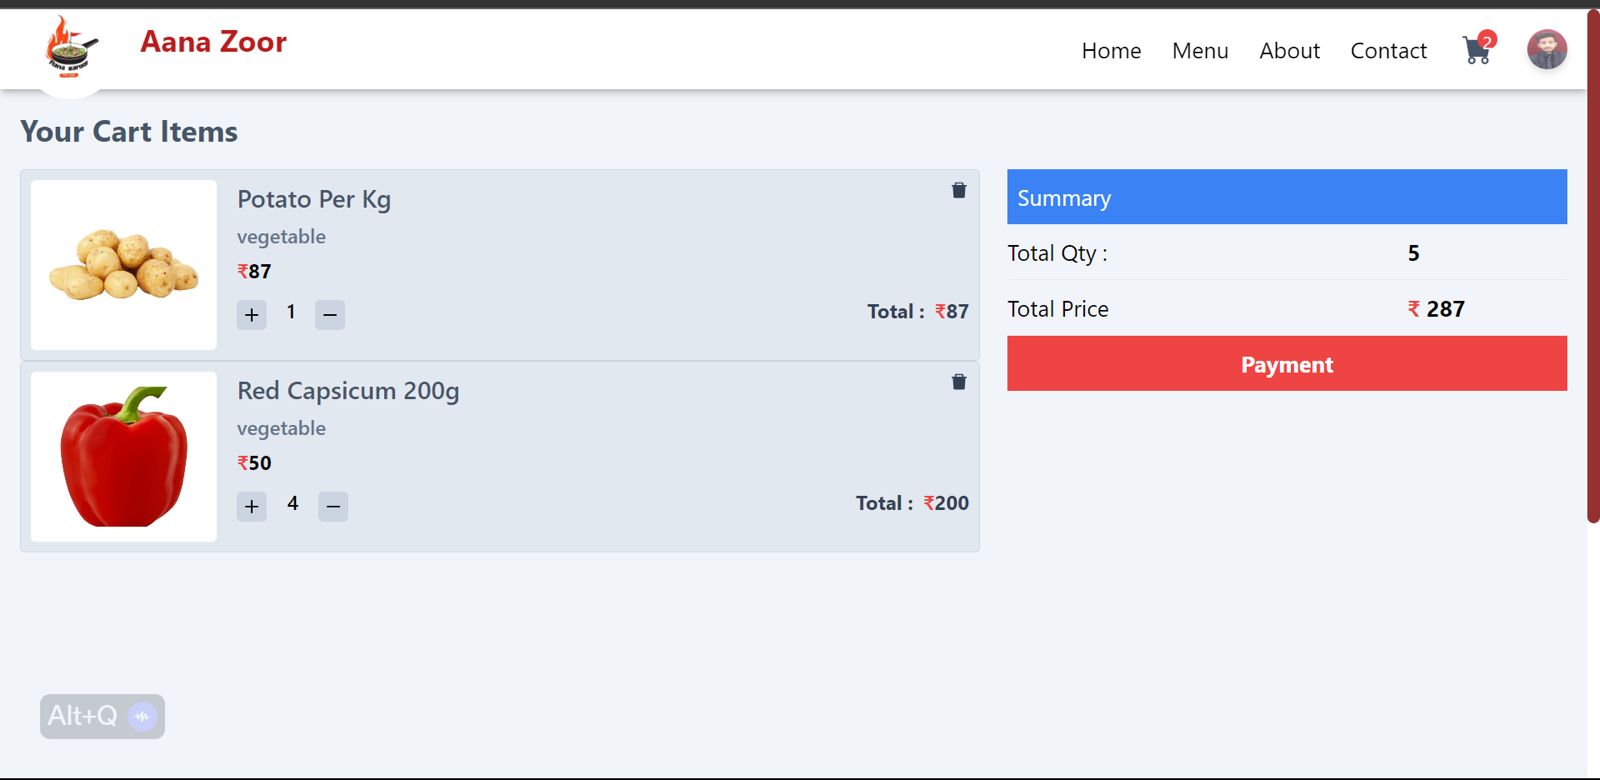 Aana Zoor
Home Menu About Contact 2
Your Cart Items
Potato Per Kg
vegetable
₹87
+ 1 −
Total : ₹87
Red Capsicum 200g
vegetable
₹50
+ 4 −
Total : ₹200
Summary
Total Qty : 5
Total Price ₹ 287
Payment
Alt+Q